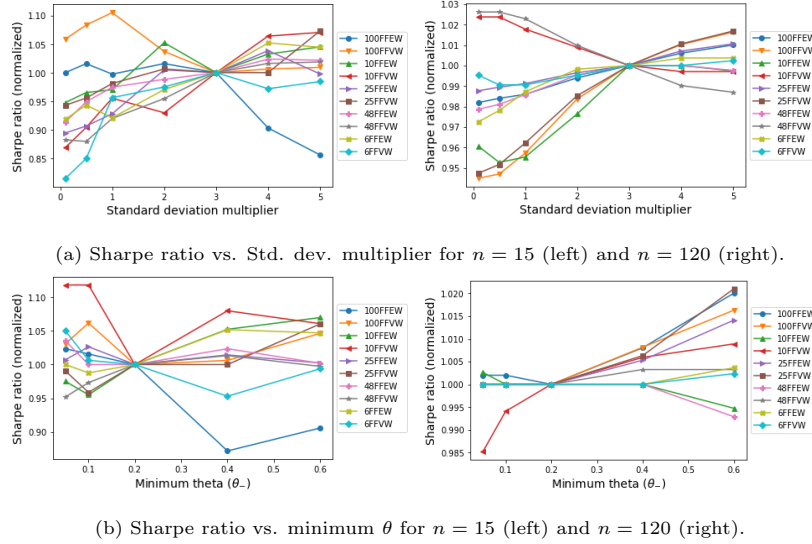 Sharpe ratio (normalized)
1.10
1.05
1.00
0.95
0.90
0.85
0 1 2 3 4 5
Standard deviation multiplier
100FFEW
100FFVW
10FFEW
10FFVW
25FFEW
25FFVW
48FFEW
48FFVW
6FFEW
6FFVW
Sharpe ratio (normalized)
1.03
1.02
1.01
1.00
0.99
0.98
0.97
0.96
0.95
0 1 2 3 4 5
Standard deviation multiplier
100FFEW
100FFVW
10FFEW
10FFVW
25FFEW
25FFVW
48FFEW
48FFVW
6FFEW
6FFVW
(a) Sharpe ratio vs. Std. dev. multiplier for n = 15 (left) and n = 120 (right).
Sharpe ratio (normalized)
1.10
1.05
1.00
0.95
0.90
0.1 0.2 0.3 0.4 0.5 0.6
Minimum theta (θ₋)
100FFEW
100FFVW
10FFEW
10FFVW
25FFEW
25FFVW
48FFEW
48FFVW
6FFEW
6FFVW
Sharpe ratio (normalized)
1.020
1.015
1.010
1.005
1.000
0.995
0.990
0.985
0.1 0.2 0.3 0.4 0.5 0.6
Minimum theta (θ₋)
100FFEW
100FFVW
10FFEW
10FFVW
25FFEW
25FFVW
48FFEW
48FFVW
6FFEW
6FFVW
(b) Sharpe ratio vs. minimum θ for n = 15 (left) and n = 120 (right).